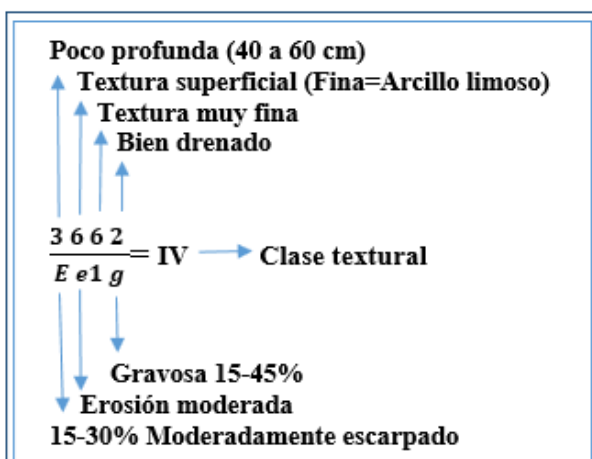 Poco profunda (40 a 60 cm)
Textura superficial (Fina=Arcillo limoso)
Textura muy fina
Bien drenado
3 6 6 2
= IV Clase textural
E e1 g
Gravosa 15-45%
Erosión moderada
15-30% Moderadamente escarpado